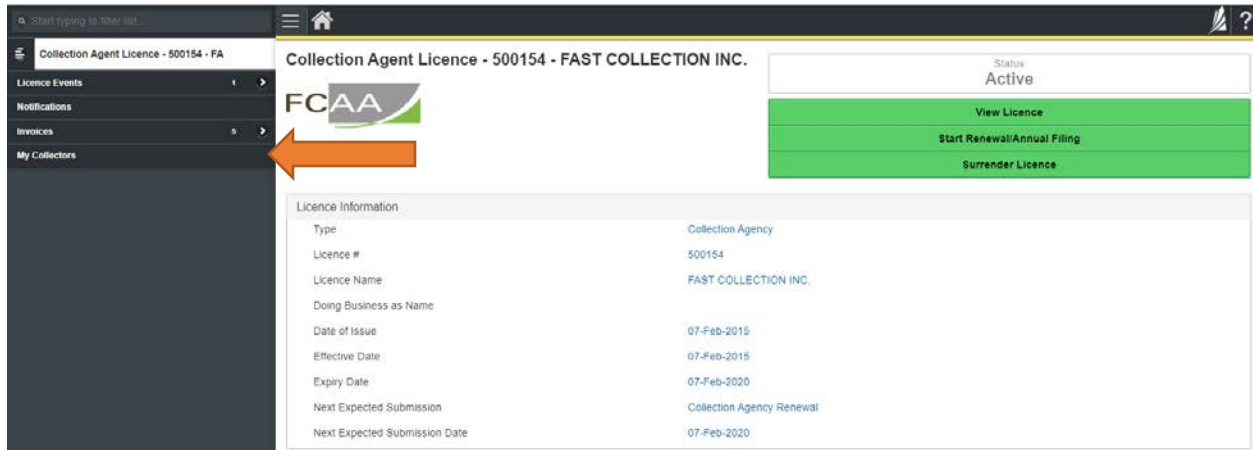 Start typing to filter list...
Collection Agent Licence - 500154 - FA
Licence Events 1
Notifications
Invoices 5
My Collectors
?
Collection Agent Licence - 500154 - FAST COLLECTION INC.
FCAA
Status
Active
View Licence
Start Renewal/Annual Filing
Surrender Licence
Licence Information
Type Collection Agency
Licence # 500154
Licence Name FAST COLLECTION INC.
Doing Business as Name
Date of Issue 07-Feb-2015
Effective Date 07-Feb-2015
Expiry Date 07-Feb-2020
Next Expected Submission Collection Agency Renewal
Next Expected Submission Date 07-Feb-2020